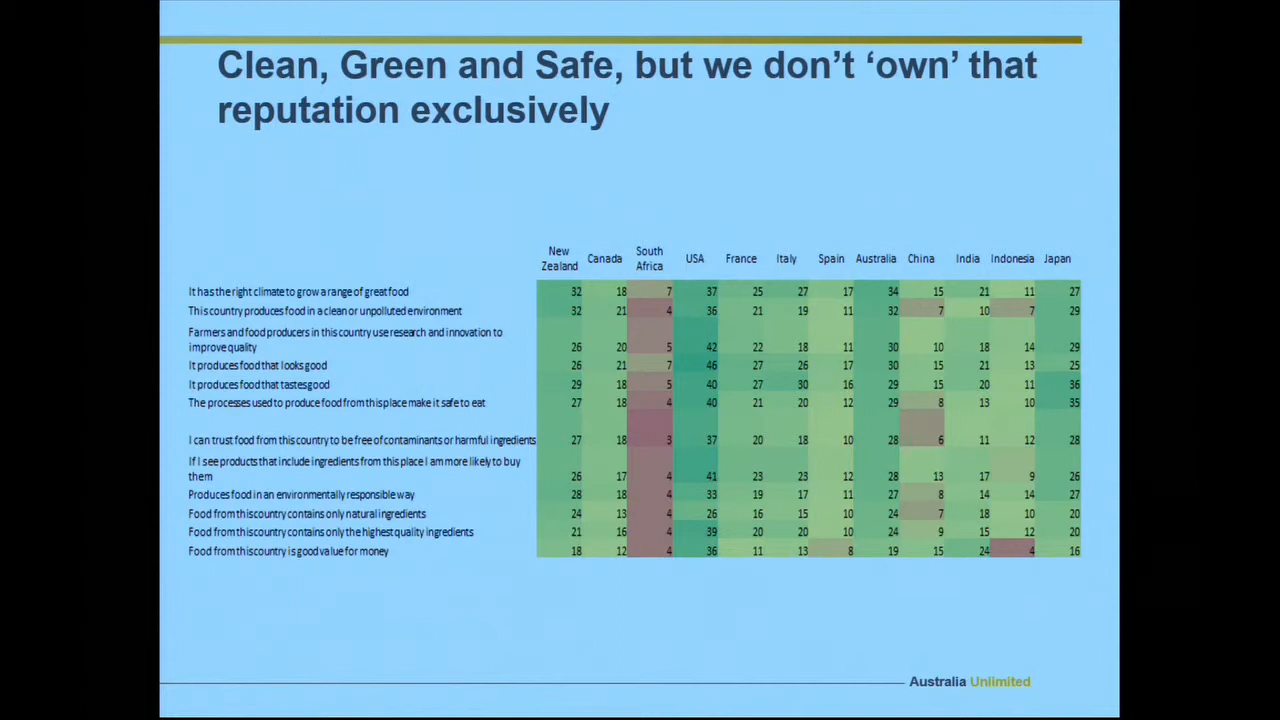 Clean, Green and Safe, but we don't ‘own’ that
reputation exclusively
New Zealand Canada South Africa USA France Italy Spain Australia China India Indonesia Japan
It has the right climate to grow a range of great food 32 18 7 37 25 27 17 34 15 21 11 27
This country produces food in a clean or unpolluted environment 32 21 4 36 21 19 11 32 7 10 7 29
Farmers and food producers in this country use research and innovation to
improve quality 26 20 5 42 22 18 11 30 10 18 14 29
It produces food that looks good 26 21 7 46 27 26 17 30 15 21 13 25
It produces food that tastes good 29 18 5 40 27 30 16 29 15 20 11 36
The processes used to produce food from this place make it safe to eat 27 18 4 40 21 20 12 29 8 13 10 35
I can trust food from this country to be free of contaminants or harmful ingredients 27 18 3 37 20 18 10 28 6 11 12 28
If I see products that include ingredients from this place I am more likely to buy
them 26 17 4 41 23 23 12 28 13 17 9 26
Produces food in an environmentally responsible way 28 18 4 33 19 17 11 27 8 14 14 27
Food from this country contains only natural ingredients 24 13 4 26 16 15 10 24 7 18 10 20
Food from this country contains only the highest quality ingredients 21 16 4 39 20 20 10 24 9 15 12 20
Food from this country is good value for money 18 12 4 36 11 13 8 19 15 24 4 16
Australia Unlimited